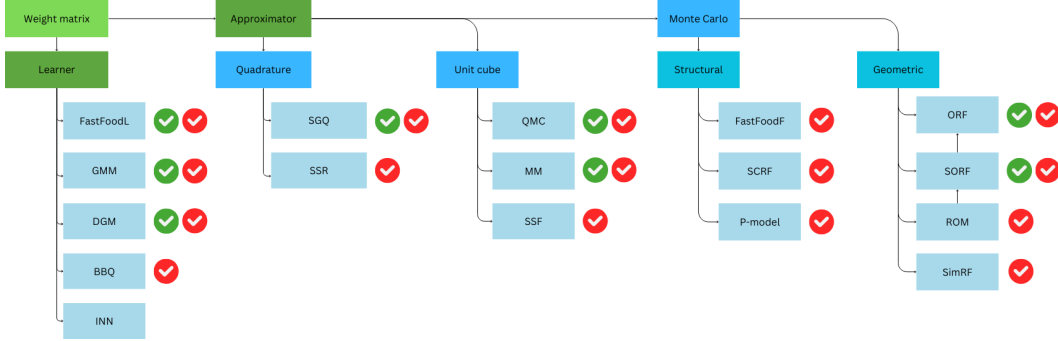 Weight matrix
Approximator
Monte Carlo
Learner
Quadrature
Unit cube
Structural
Geometric
FastFoodL
GMM
DGM
BBQ
INN
SGQ
SSR
QMC
MM
SSF
FastFoodF
SCRF
P-model
ORF
SORF
ROM
SimRF